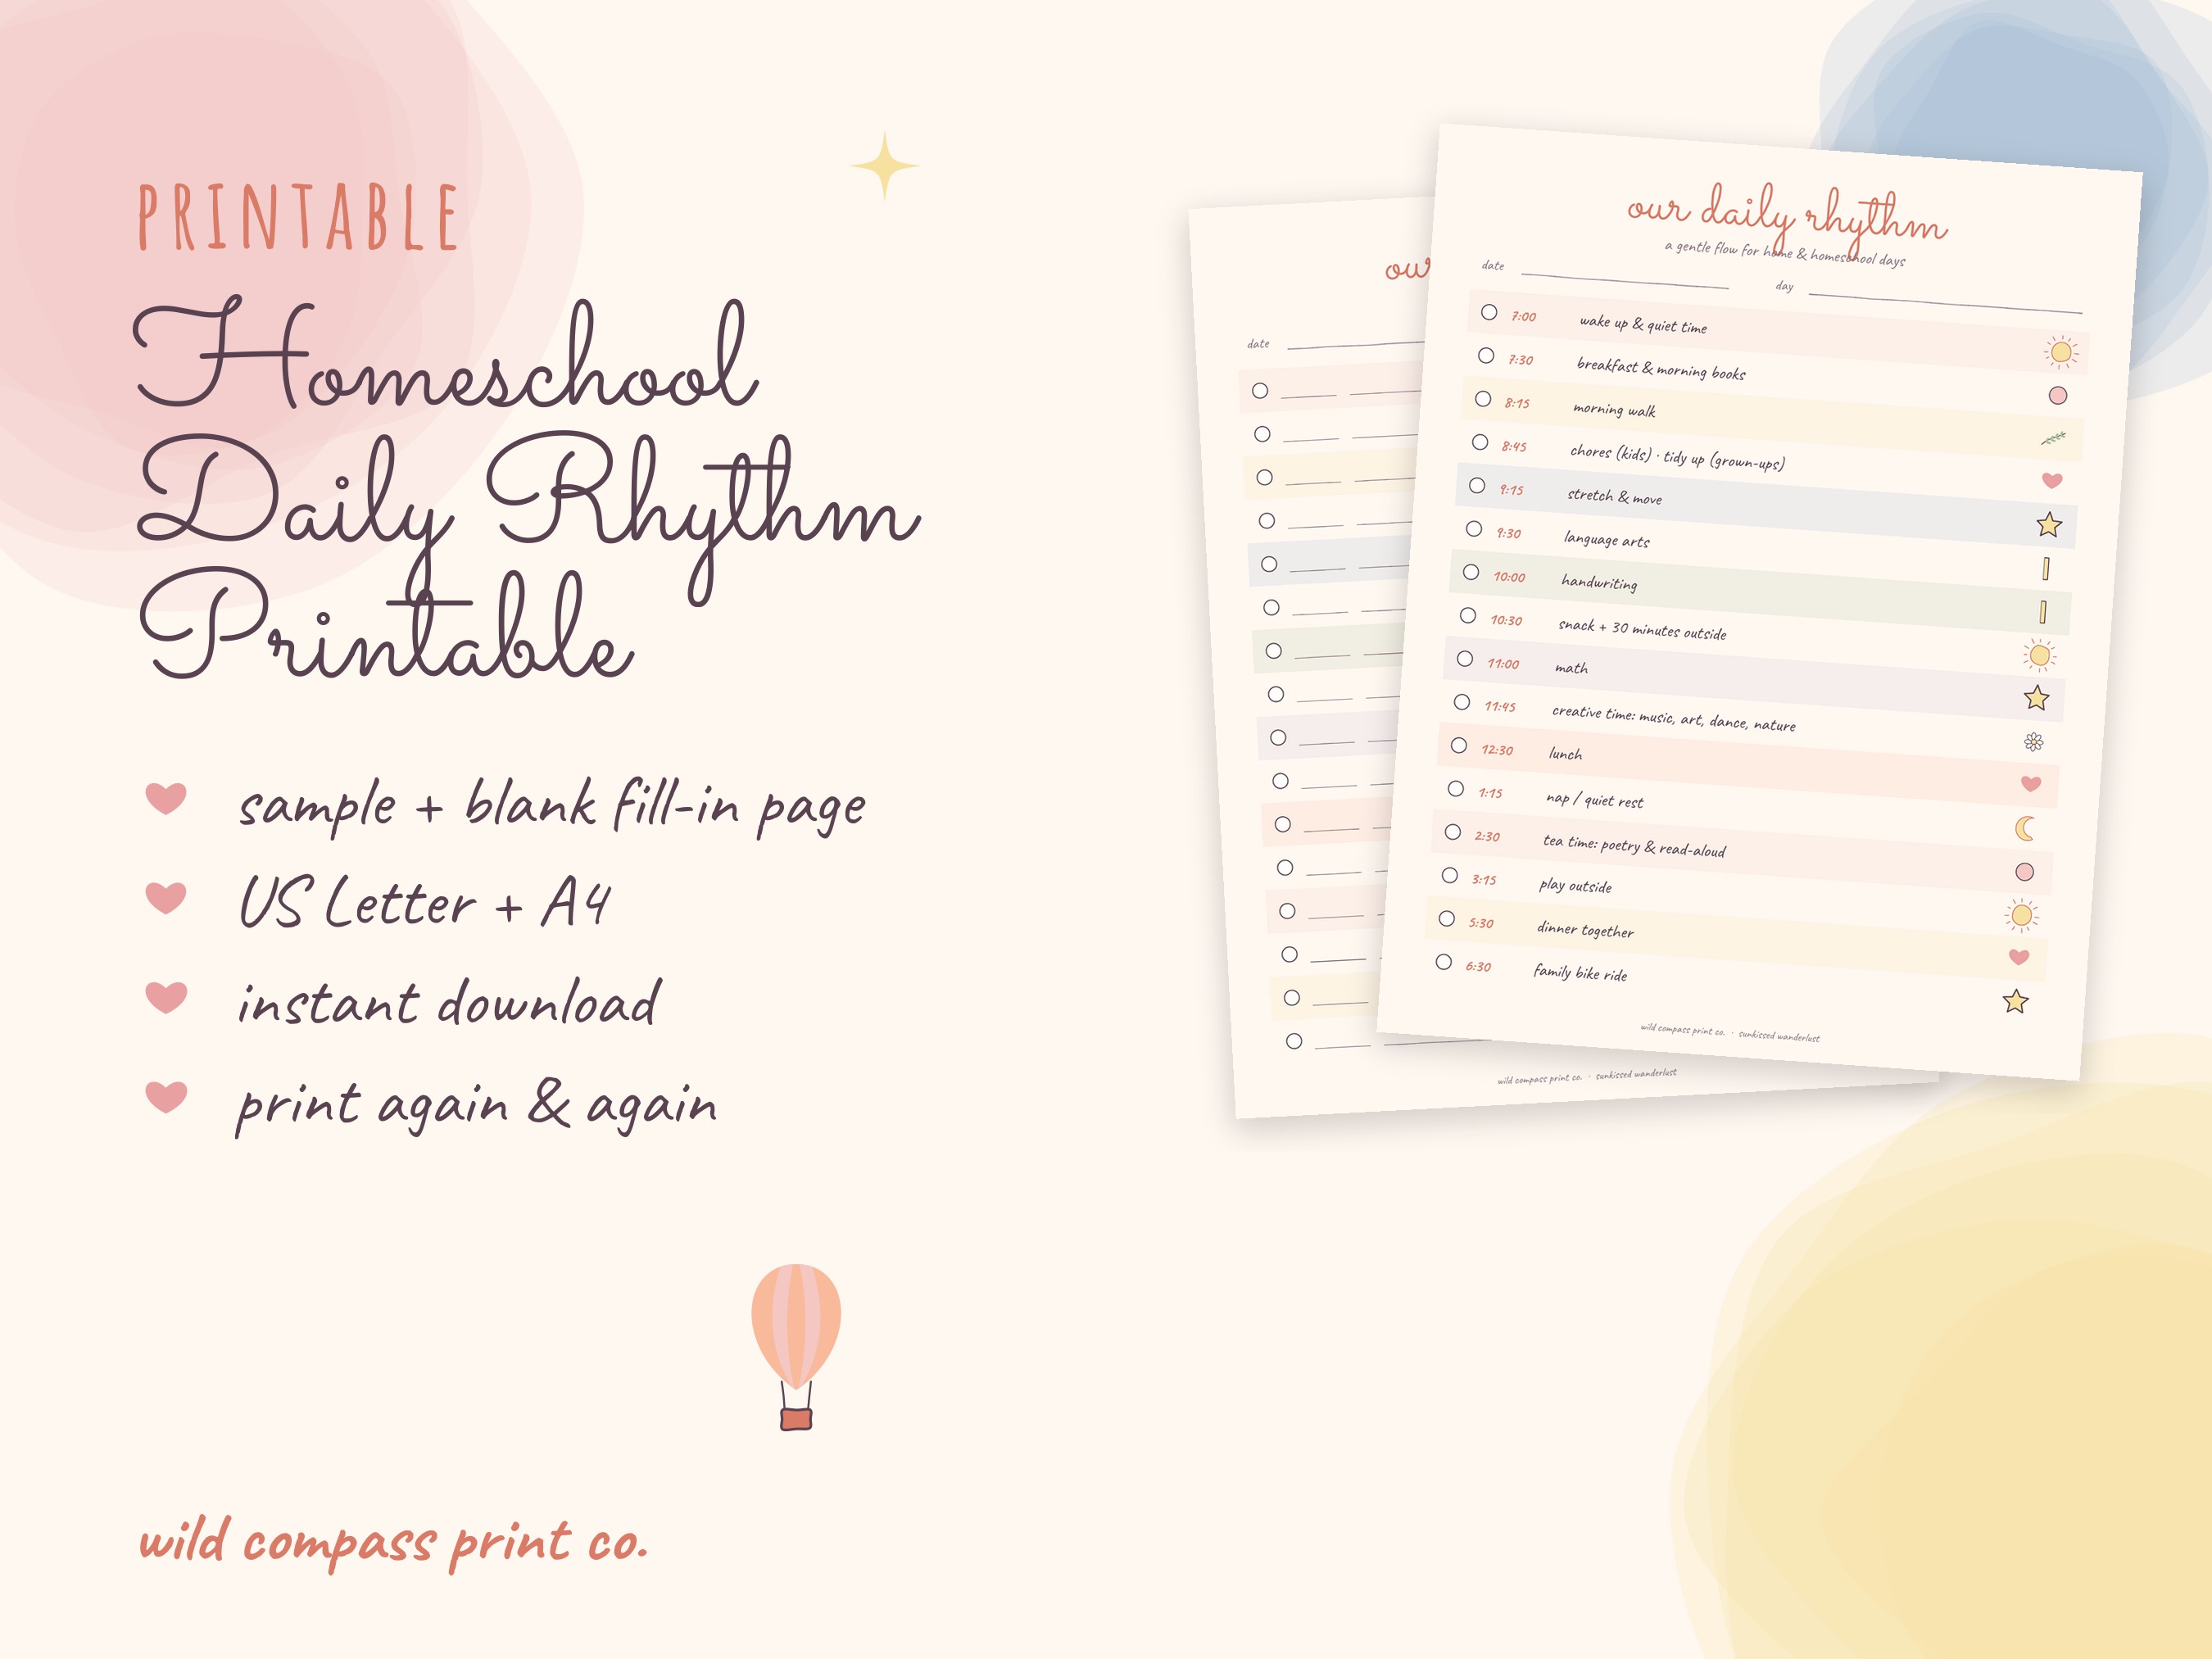 PRINTABLE
Homeschool
Daily Rhythm
Printable
sample + blank fill-in page
US Letter + A4
instant download
print again & again
wild compass print co.
our daily rhythm
a gentle flow for home & homeschool days
date day
7:00 wake up & quiet time
7:30 breakfast & morning books
8:15 morning walk
8:45 chores (kids) · tidy up (grown-ups)
9:15 stretch & move
9:30 language arts
10:00 handwriting
10:30 snack + 30 minutes outside
11:00 math
11:45 creative time: music, art, dance, nature
12:30 lunch
1:15 nap / quiet rest
2:30 tea time: poetry & read-aloud
3:15 play outside
5:30 dinner together
6:30 family bike ride
wild compass print co. · sunkissed wanderlust
our
date
wild compass print co. · sunkissed wanderlust